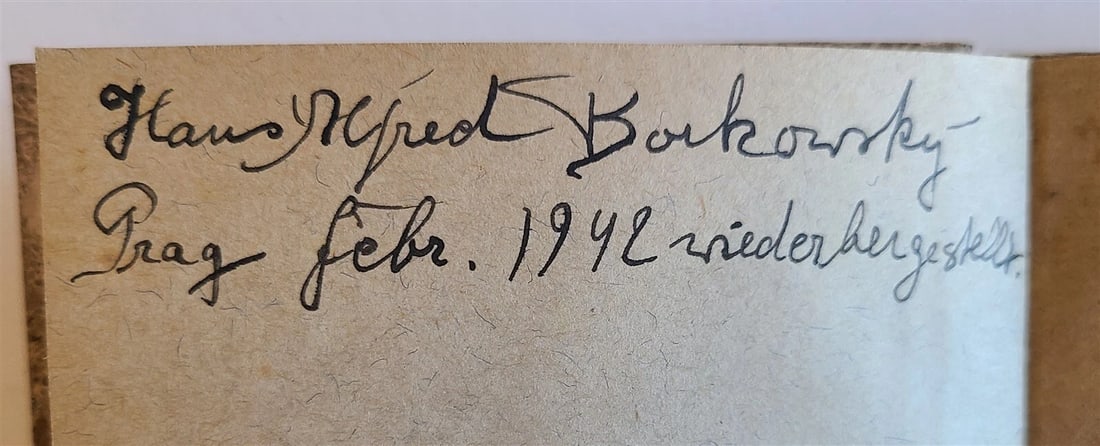 Hans Alfred Borkowsky
Prag febr. 1942 wiederhergestellt.